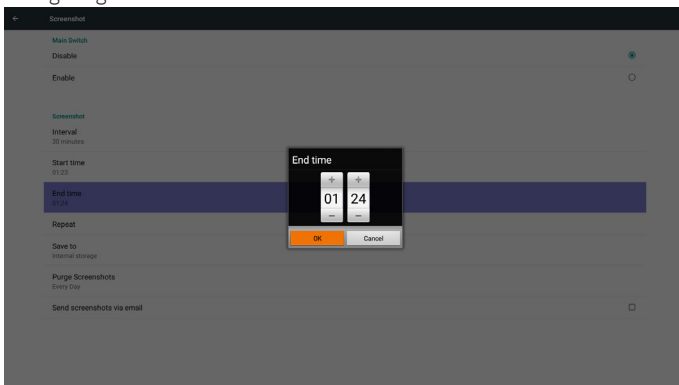 Screenshot
Main Switch
Disable
Enable
Screenshot
Interval
30 minutes
Start time
01:23
End time
01:24
Repeat
Save to
Internal storage
Purge Screenshots
Every Day
Send screenshots via email
End time
+ +
01 24
- -
OK Cancel